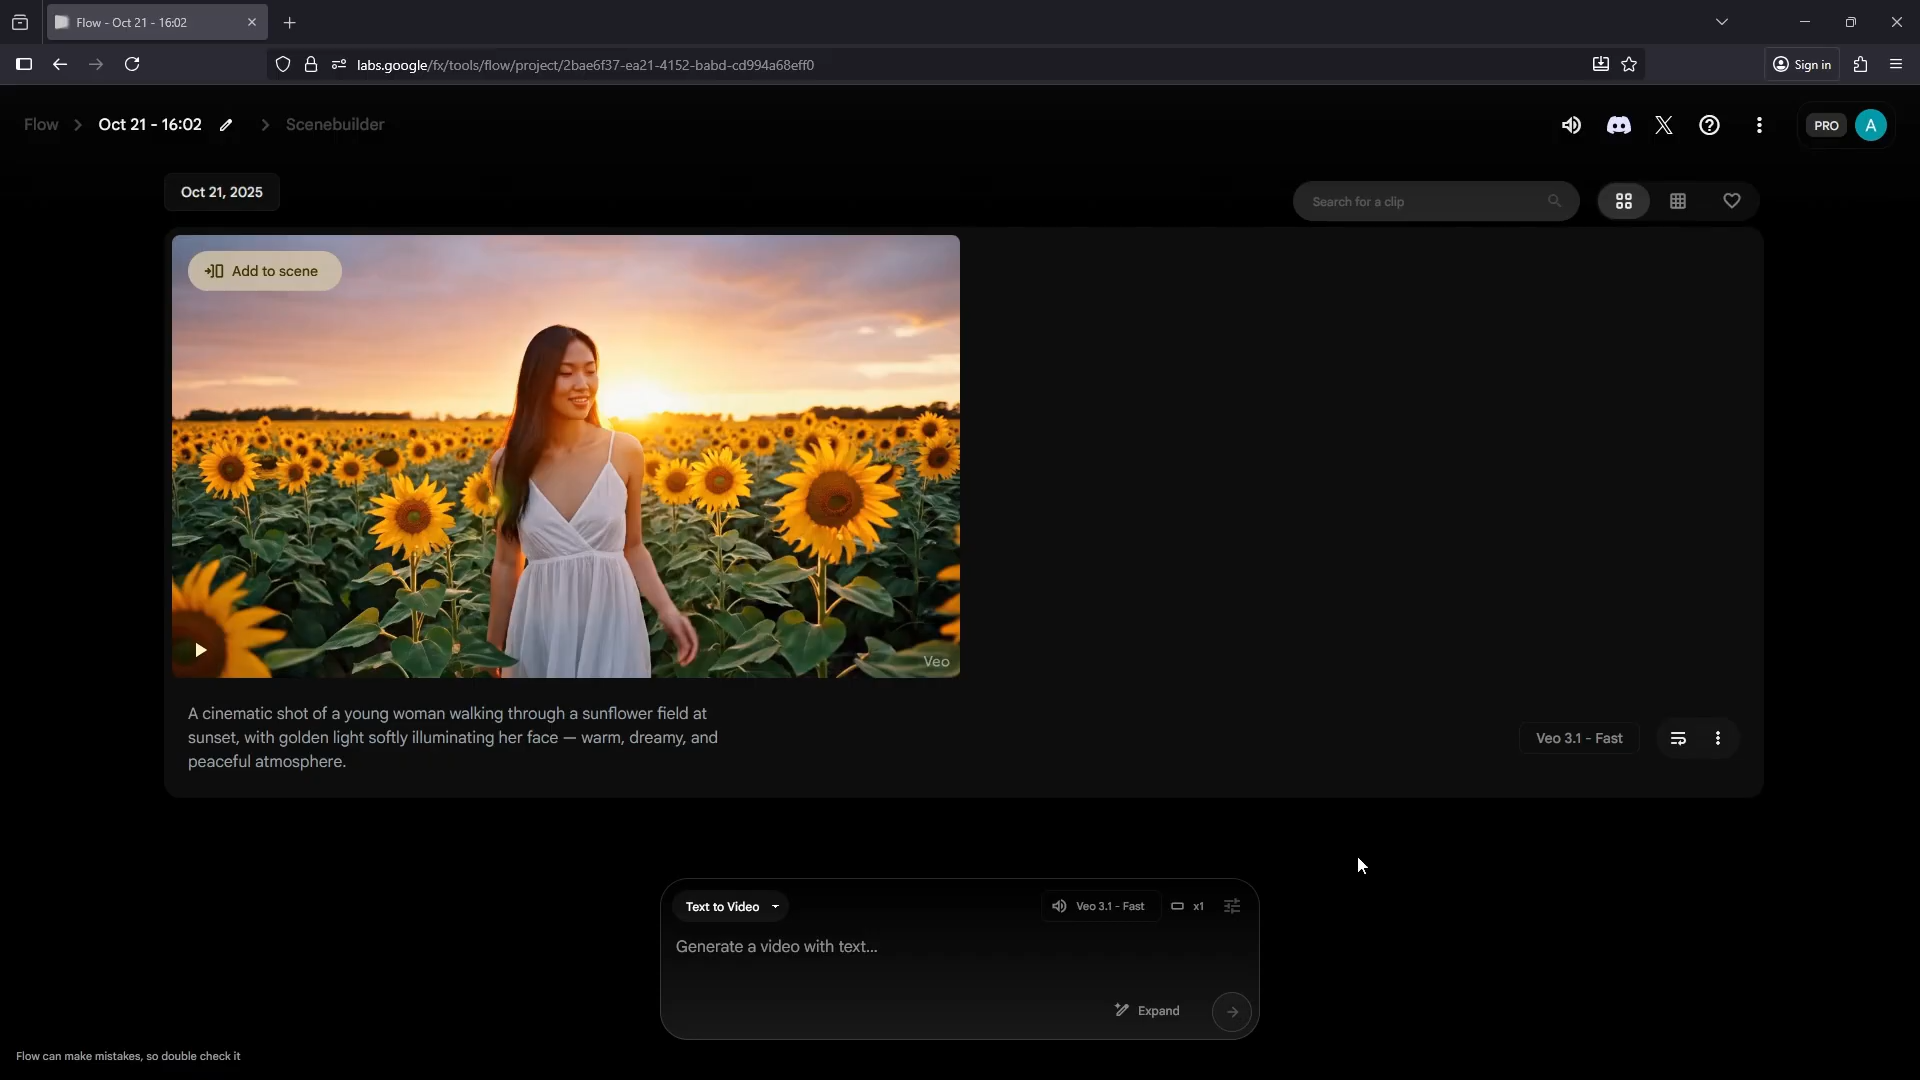 Flow - Oct 21 - 16:02
labs.google/fx/tools/flow/project/2bae6f37-ea21-4152-babd-cd994a68eff0
Sign in
Flow > Oct 21 - 16:02 > Scenebuilder
PRO
A
Oct 21, 2025
Search for a clip
Add to scene
Veo
A cinematic shot of a young woman walking through a sunflower field at
sunset, with golden light softly illuminating her face — warm, dreamy, and
peaceful atmosphere.
Veo 3.1 - Fast
Text to Video
Veo 3.1 - Fast
x1
Generate a video with text...
Expand
Flow can make mistakes, so double check it